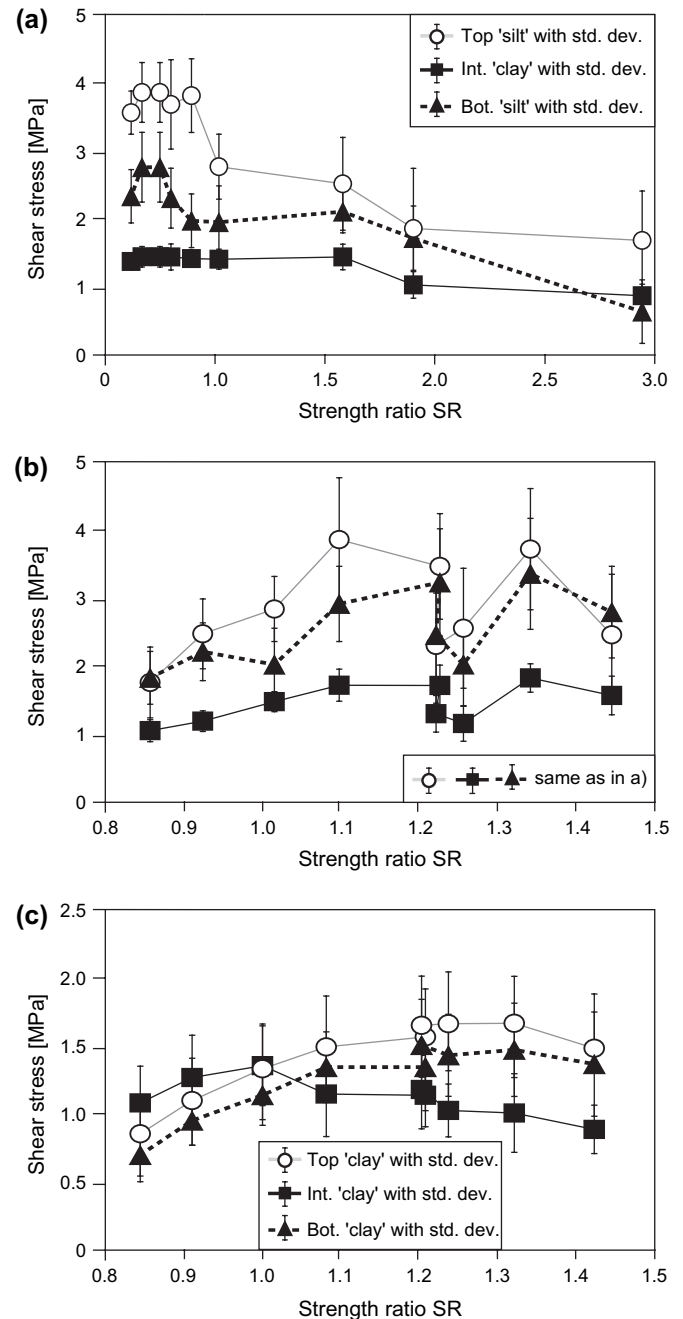 (a)
5
4
3
2
1
0
Shear stress [MPa]
Top 'silt' with std. dev.
Int. 'clay' with std. dev.
Bot. 'silt' with std. dev.
0 1.0 1.5 2.0 2.5 3.0
Strength ratio SR
(b)
5
4
3
2
1
0
Shear stress [MPa]
same as in a)
0.8 0.9 1.0 1.1 1.2 1.3 1.4 1.5
Strength ratio SR
(c)
2.5
2.0
1.5
1.0
0.5
0
Shear stress [MPa]
Top 'clay' with std. dev.
Int. 'clay' with std. dev.
Bot. 'clay' with std. dev.
0.8 0.9 1.0 1.1 1.2 1.3 1.4 1.5
Strength ratio SR